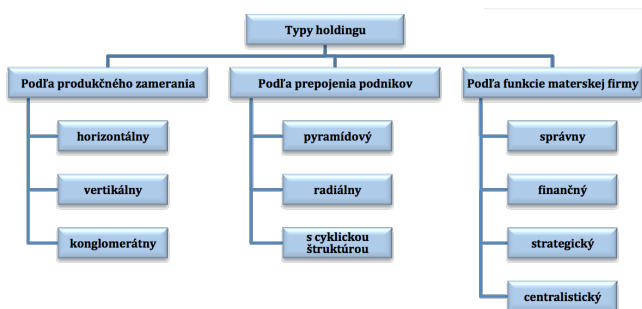 Typy holdingu
Podľa produkčného zamerania
horizontálny
vertikálny
konglomerátny
Podľa prepojenia podnikov
pyramídový
radiálny
s cyklickou
štruktúrou
Podľa funkcie materskej firmy
správny
finančný
strategický
centralistický